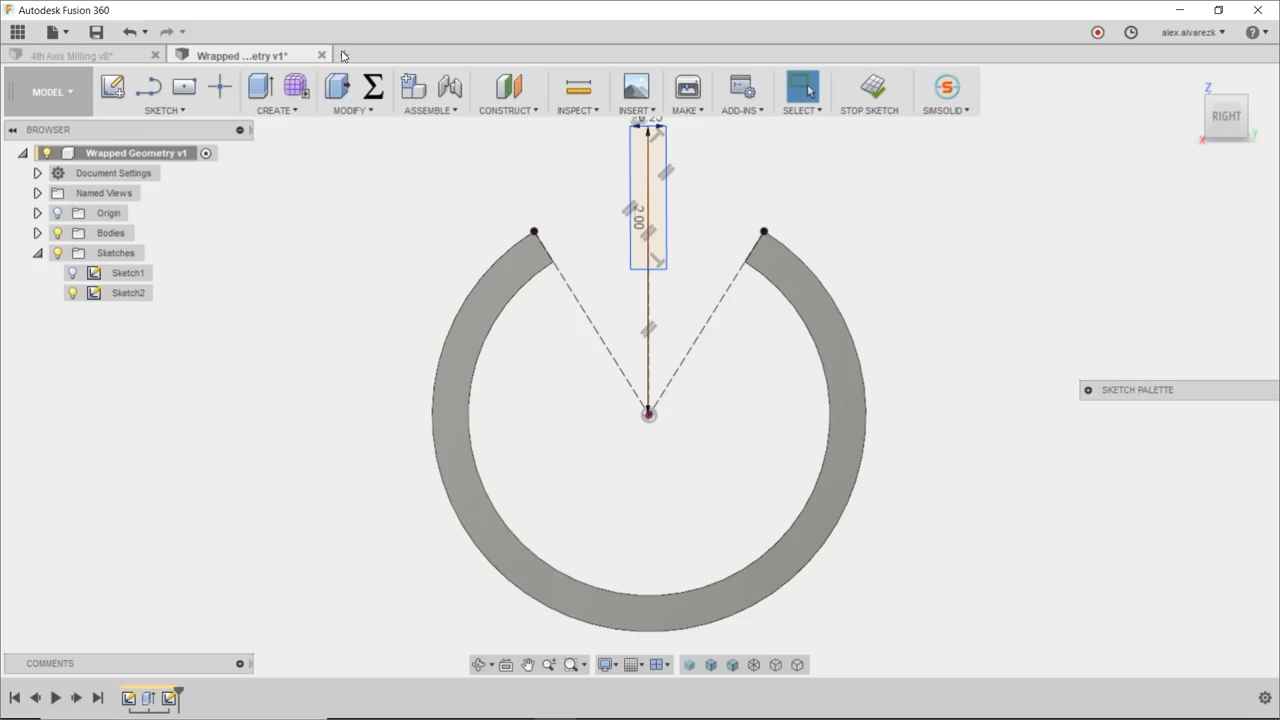 Autodesk Fusion 360
alex.alvarezk
4th Axis Milling v8*
Wrapped ...etry v1*
MODEL
SKETCH
CREATE
MODIFY
ASSEMBLE
CONSTRUCT
INSPECT
INSERT
MAKE
ADD-INS
SELECT
STOP SKETCH
SIMSOLID
Z
RIGHT
X
Y
BROWSER
Wrapped Geometry v1
Document Settings
Named Views
Origin
Bodies
Sketches
Sketch1
Sketch2
2.00
SKETCH PALETTE
COMMENTS